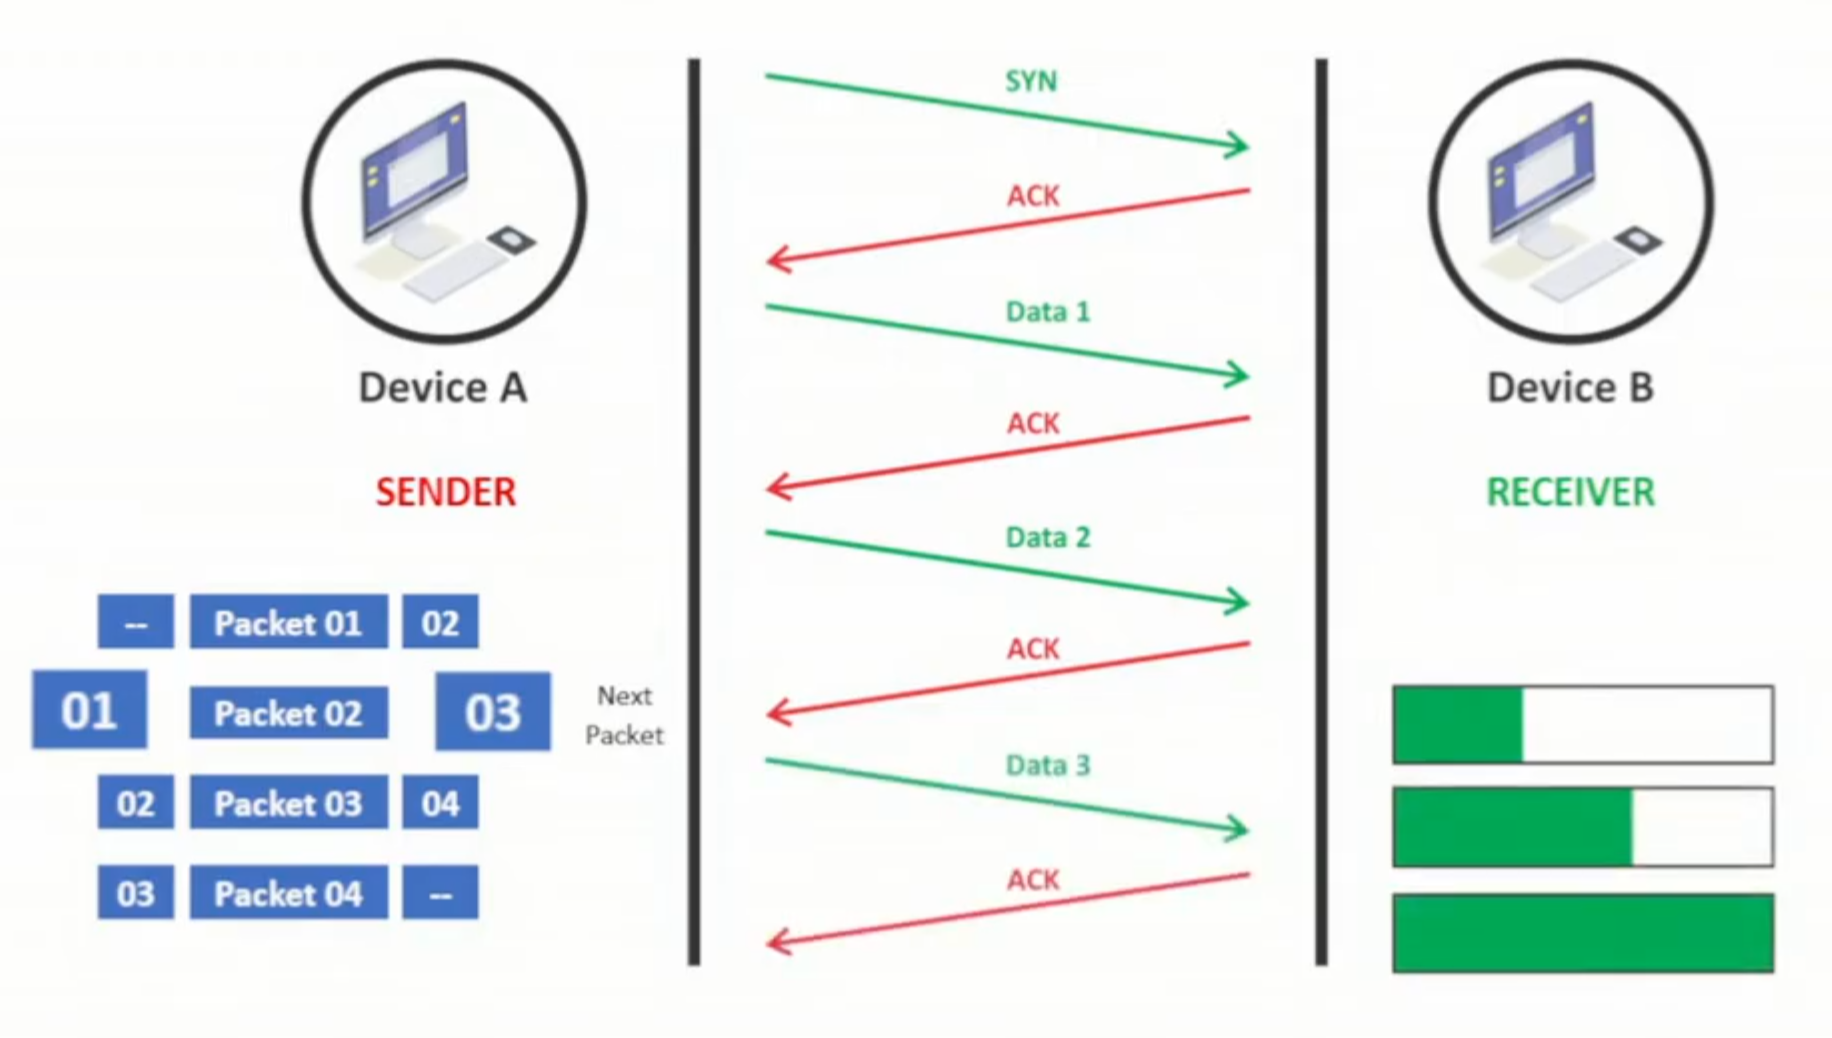 SYN
ACK
Data 1
Device A
Device B
ACK
SENDER
RECEIVER
Data 2
-- Packet 01 02
ACK
01 Packet 02 03 Next
Packet
Data 3
02 Packet 03 04
ACK
03 Packet 04 --